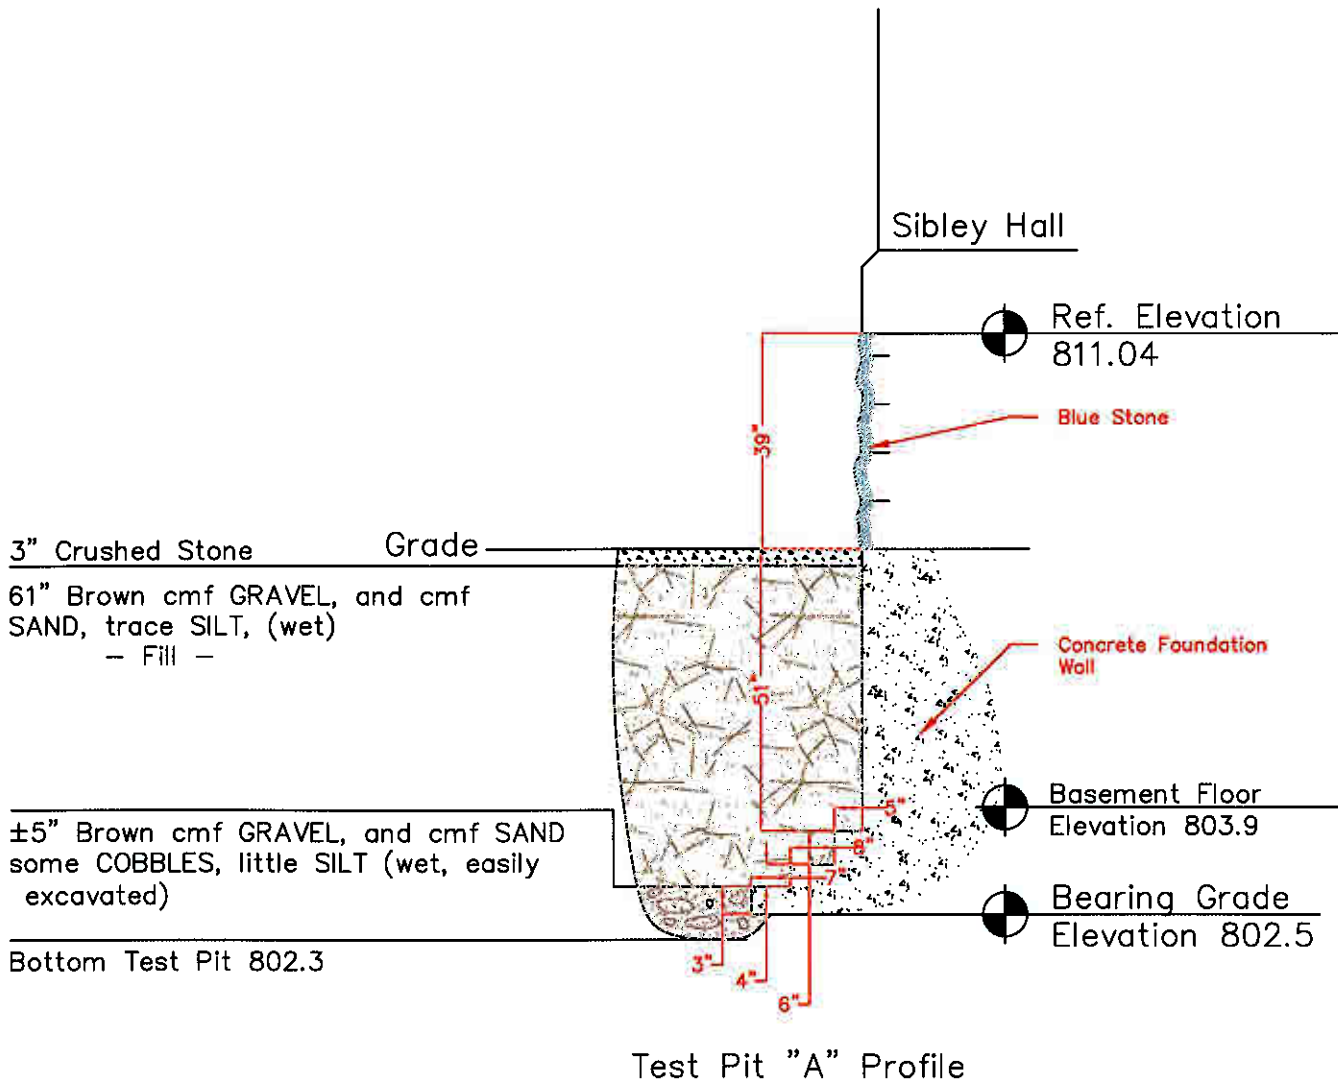 Sibley Hall
Ref. Elevation
811.04
39"
Blue Stone
3" Crushed Stone
Grade
61" Brown cmf GRAVEL, and cmf
SAND, trace SILT, (wet)
- Fill -
51"
Concrete Foundation
Wall
Basement Floor
Elevation 803.9
5"
±5" Brown cmf GRAVEL, and cmf SAND
some COBBLES, little SILT (wet, easily
excavated)
8"
7"
Bearing Grade
Elevation 802.5
Bottom Test Pit 802.3
3"
4"
6"
Test Pit "A" Profile